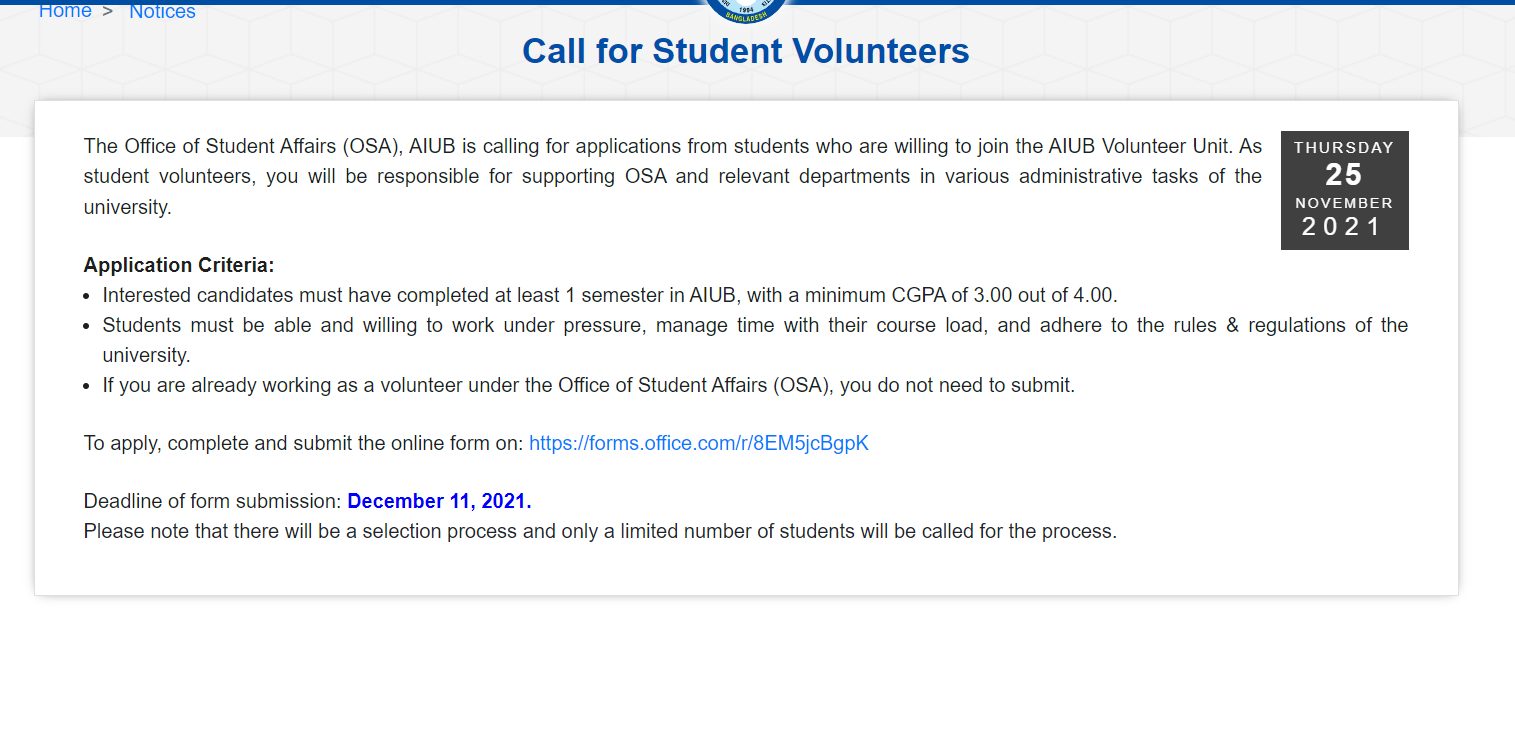 Home > Notices
1994
BANGLADESH
Call for Student Volunteers
The Office of Student Affairs (OSA), AIUB is calling for applications from students who are willing to join the AIUB Volunteer Unit. As
student volunteers, you will be responsible for supporting OSA and relevant departments in various administrative tasks of the
university.
THURSDAY
25
NOVEMBER
2021
Application Criteria:
• Interested candidates must have completed at least 1 semester in AIUB, with a minimum CGPA of 3.00 out of 4.00.
• Students must be able and willing to work under pressure, manage time with their course load, and adhere to the rules & regulations of the
university.
• If you are already working as a volunteer under the Office of Student Affairs (OSA), you do not need to submit.
To apply, complete and submit the online form on: https://forms.office.com/r/8EM5jcBgpK
Deadline of form submission: December 11, 2021.
Please note that there will be a selection process and only a limited number of students will be called for the process.